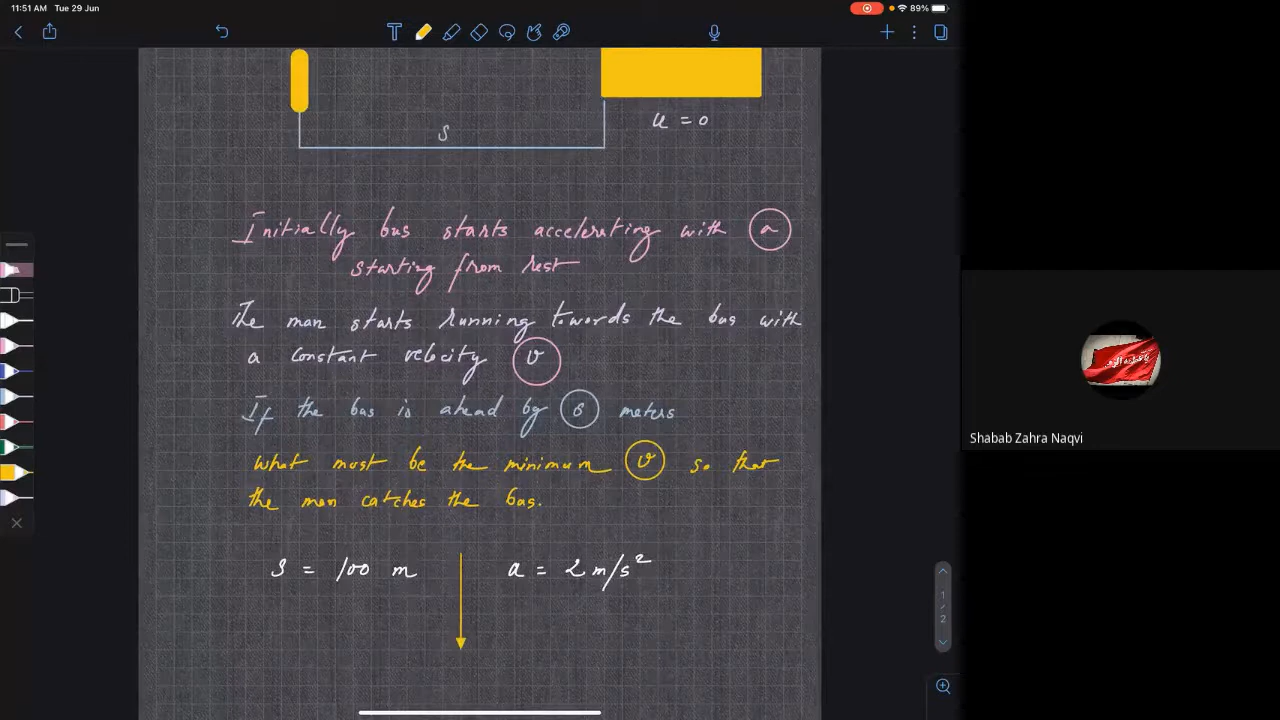 11:51 AM Tue 29 Jun
89%
T
S
u = 0
Initially bus starts accelerating with a
starting from rest
The man starts running towards the bus with
a constant velocity v
If the bus is ahead by s meters
What must be the minimum v so that
the man catches the bus.
S = 100 m
a = 2 m/s²
1
/
2
Shabab Zahra Naqvi